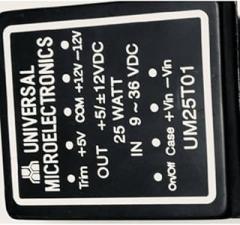 UNIVERSAL
MICROELECTRONICS
Trim +5V COM +12V -12V
OUT +5/±12VDC
25 WATT
IN 9 ~ 36 VDC
On/Off Case +Vin -Vin
UM25T01